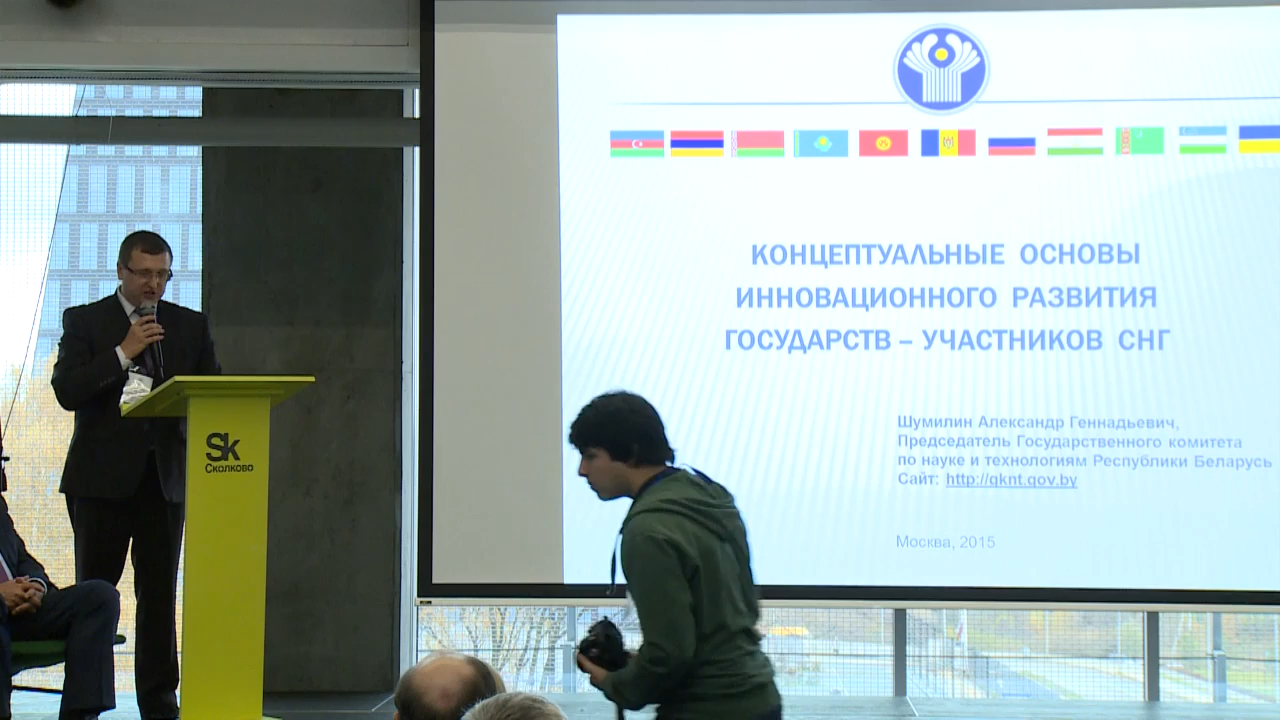 КОНЦЕПТУАЛЬНЫЕ ОСНОВЫ
ИННОВАЦИОННОГО РАЗВИТИЯ
ГОСУДАРСТВ – УЧАСТНИКОВ СНГ
Шумилин Александр Геннадьевич,
Председатель Государственного комитета
по науке и технологиям Республики Беларусь
Сайт: http://gknt.gov.by
Москва, 2015
Sk
Сколково